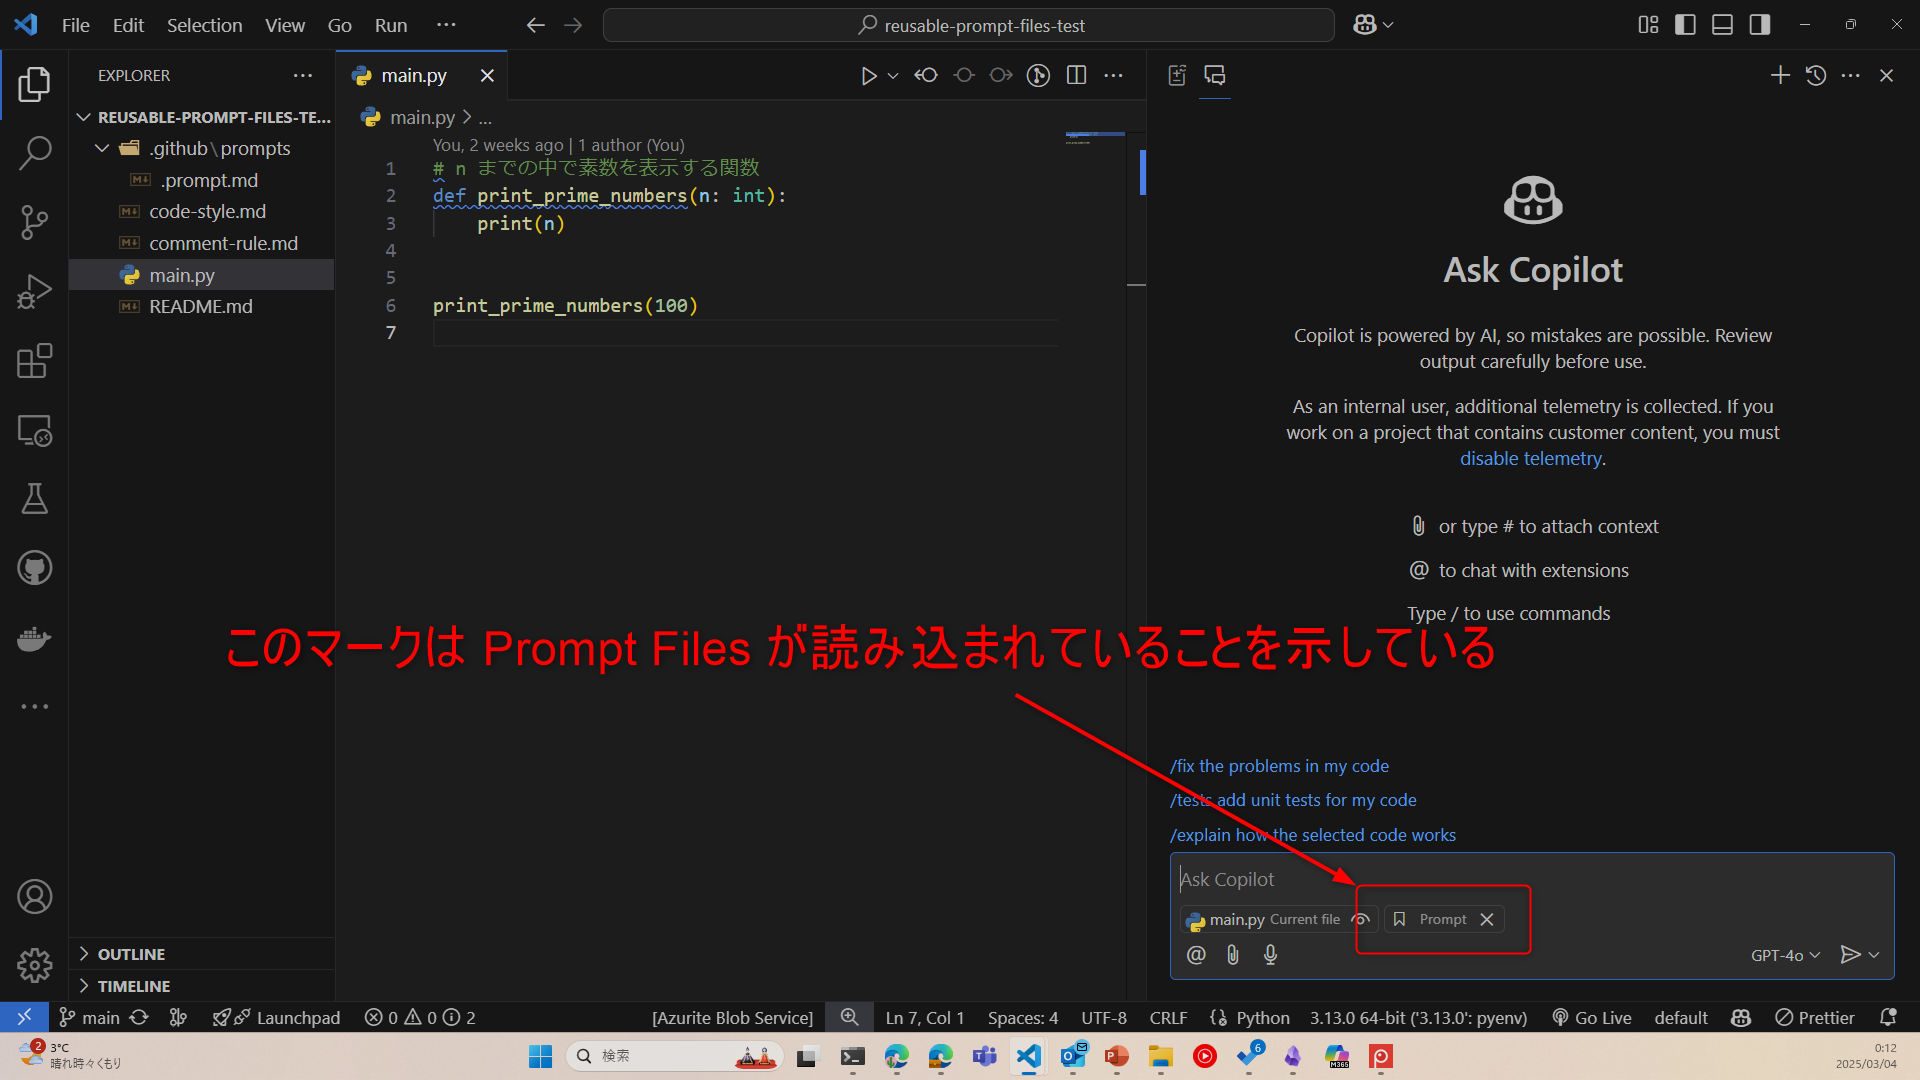 File Edit Selection View Go Run ... reusable-prompt-files-test
EXPLORER
REUSABLE-PROMPT-FILES-TE...
.github\prompts
.prompt.md
code-style.md
comment-rule.md
main.py
README.md
OUTLINE
TIMELINE
main.py
main.py > ...
You, 2 weeks ago | 1 author (You)
1 # n までの中で素数を表示する関数
2 def print_prime_numbers(n: int):
3 print(n)
4
5
6 print_prime_numbers(100)
7
Ask Copilot
Copilot is powered by AI, so mistakes are possible. Review
output carefully before use.
As an internal user, additional telemetry is collected. If you
work on a project that contains customer content, you must
disable telemetry.
or type # to attach context
@ to chat with extensions
Type / to use commands
このマークは Prompt Files が読み込まれていることを示している
/fix the problems in my code
/tests add unit tests for my code
/explain how the selected code works
Ask Copilot
main.py Current file Prompt
@ GPT-4o
main Launchpad 0 0 2 [Azurite Blob Service] Ln 7, Col 1 Spaces: 4 UTF-8 CRLF Python 3.13.0 64-bit ('3.13.0': pyenv) Go Live default Prettier
2 3°C
晴れ時々くもり
検索
6
M365
0:12
2025/03/04